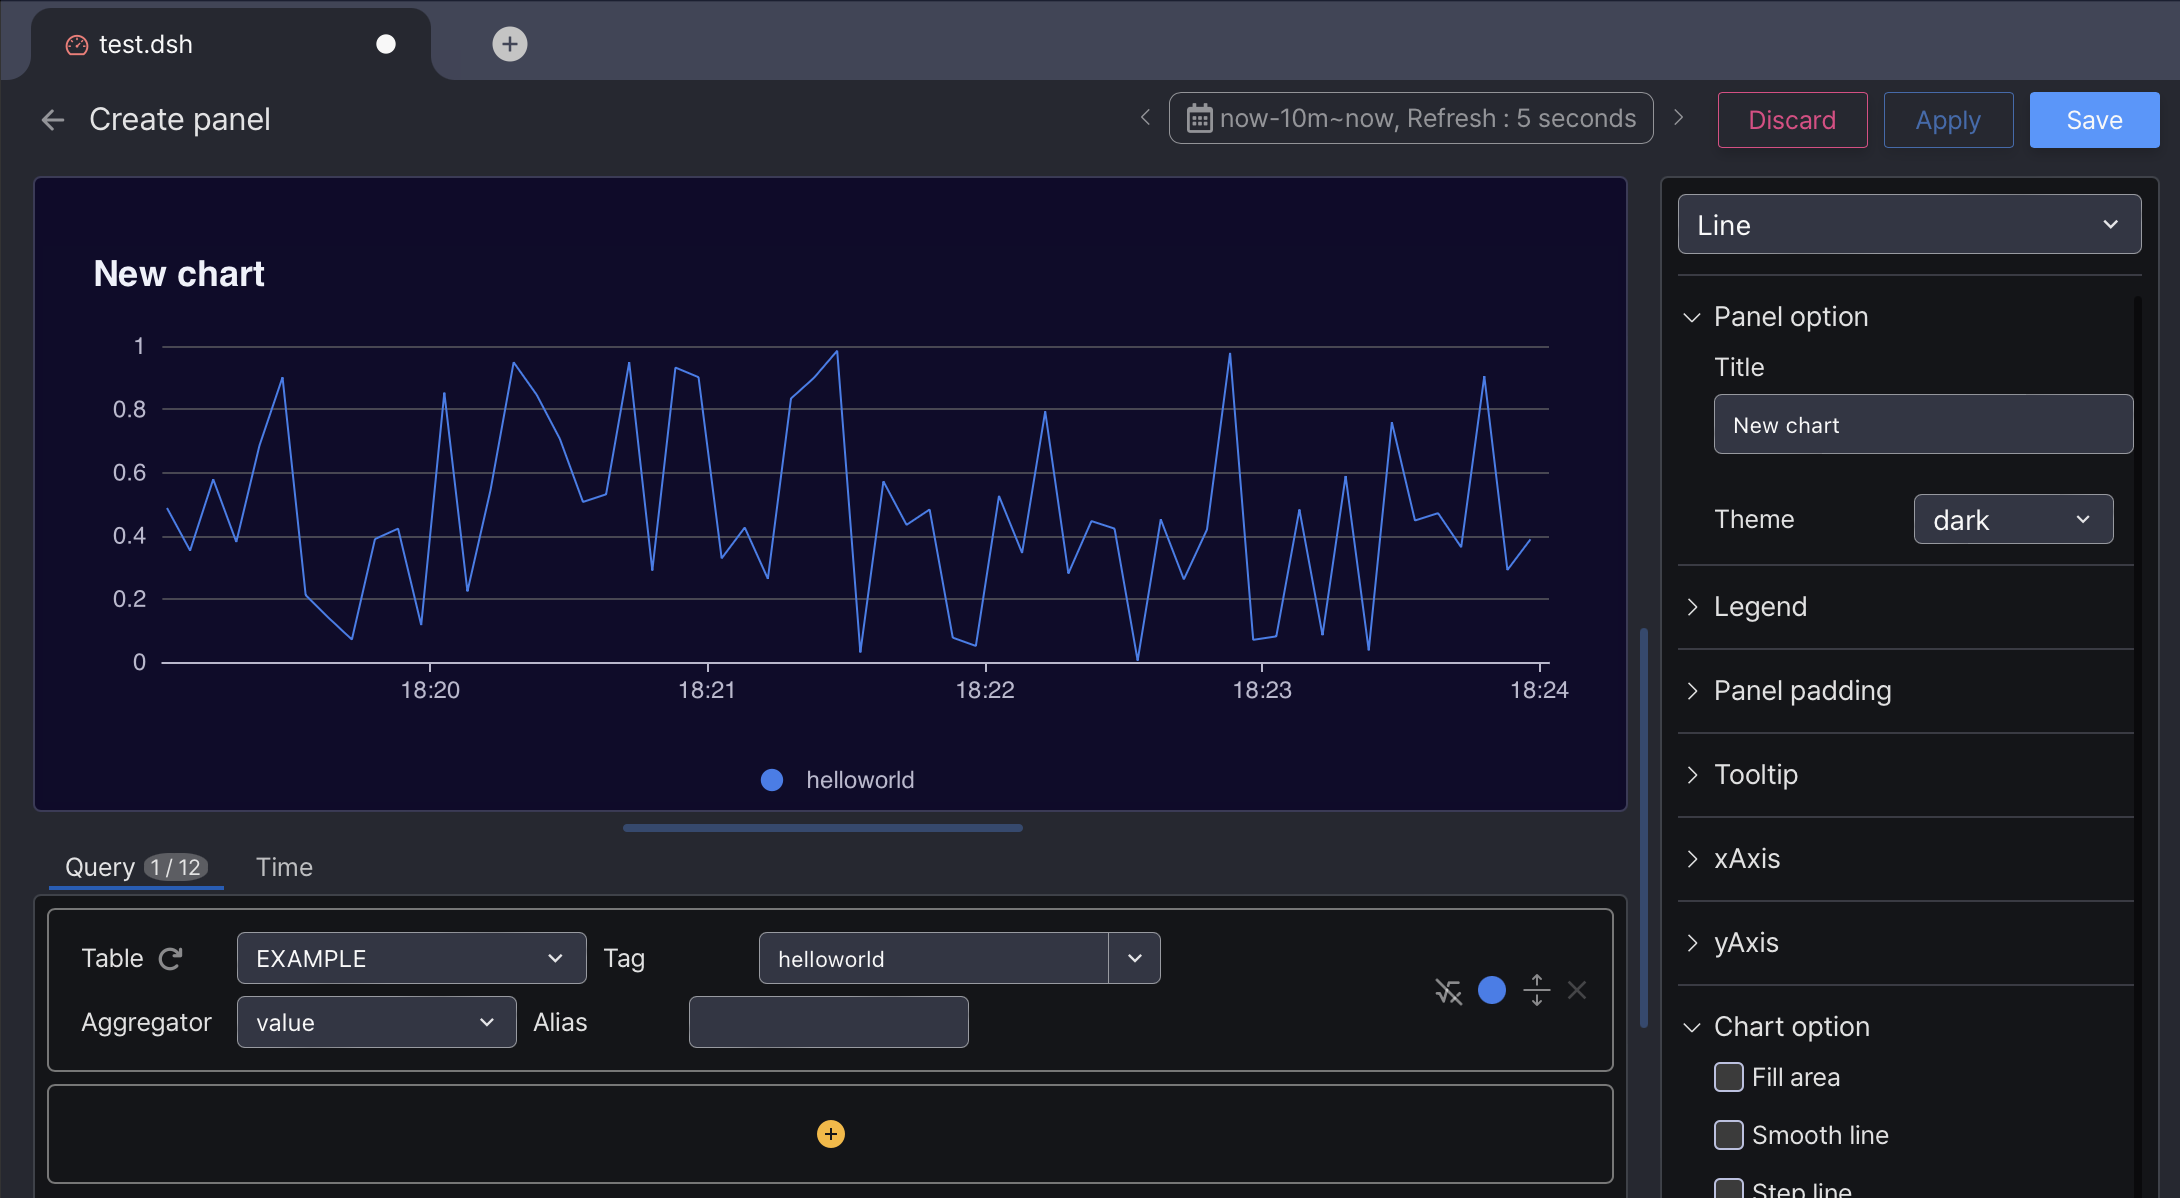 test.dsh
Create panel
now-10m~now, Refresh : 5 seconds
Discard
Apply
Save
New chart
1
0.8
0.6
0.4
0.2
0
18:20 18:21 18:22 18:23 18:24
helloworld
Query 1 / 12 Time
Table EXAMPLE Tag helloworld
Aggregator value Alias
Line
Panel option
Title
New chart
Theme dark
Legend
Panel padding
Tooltip
xAxis
yAxis
Chart option
Fill area
Smooth line
Step line